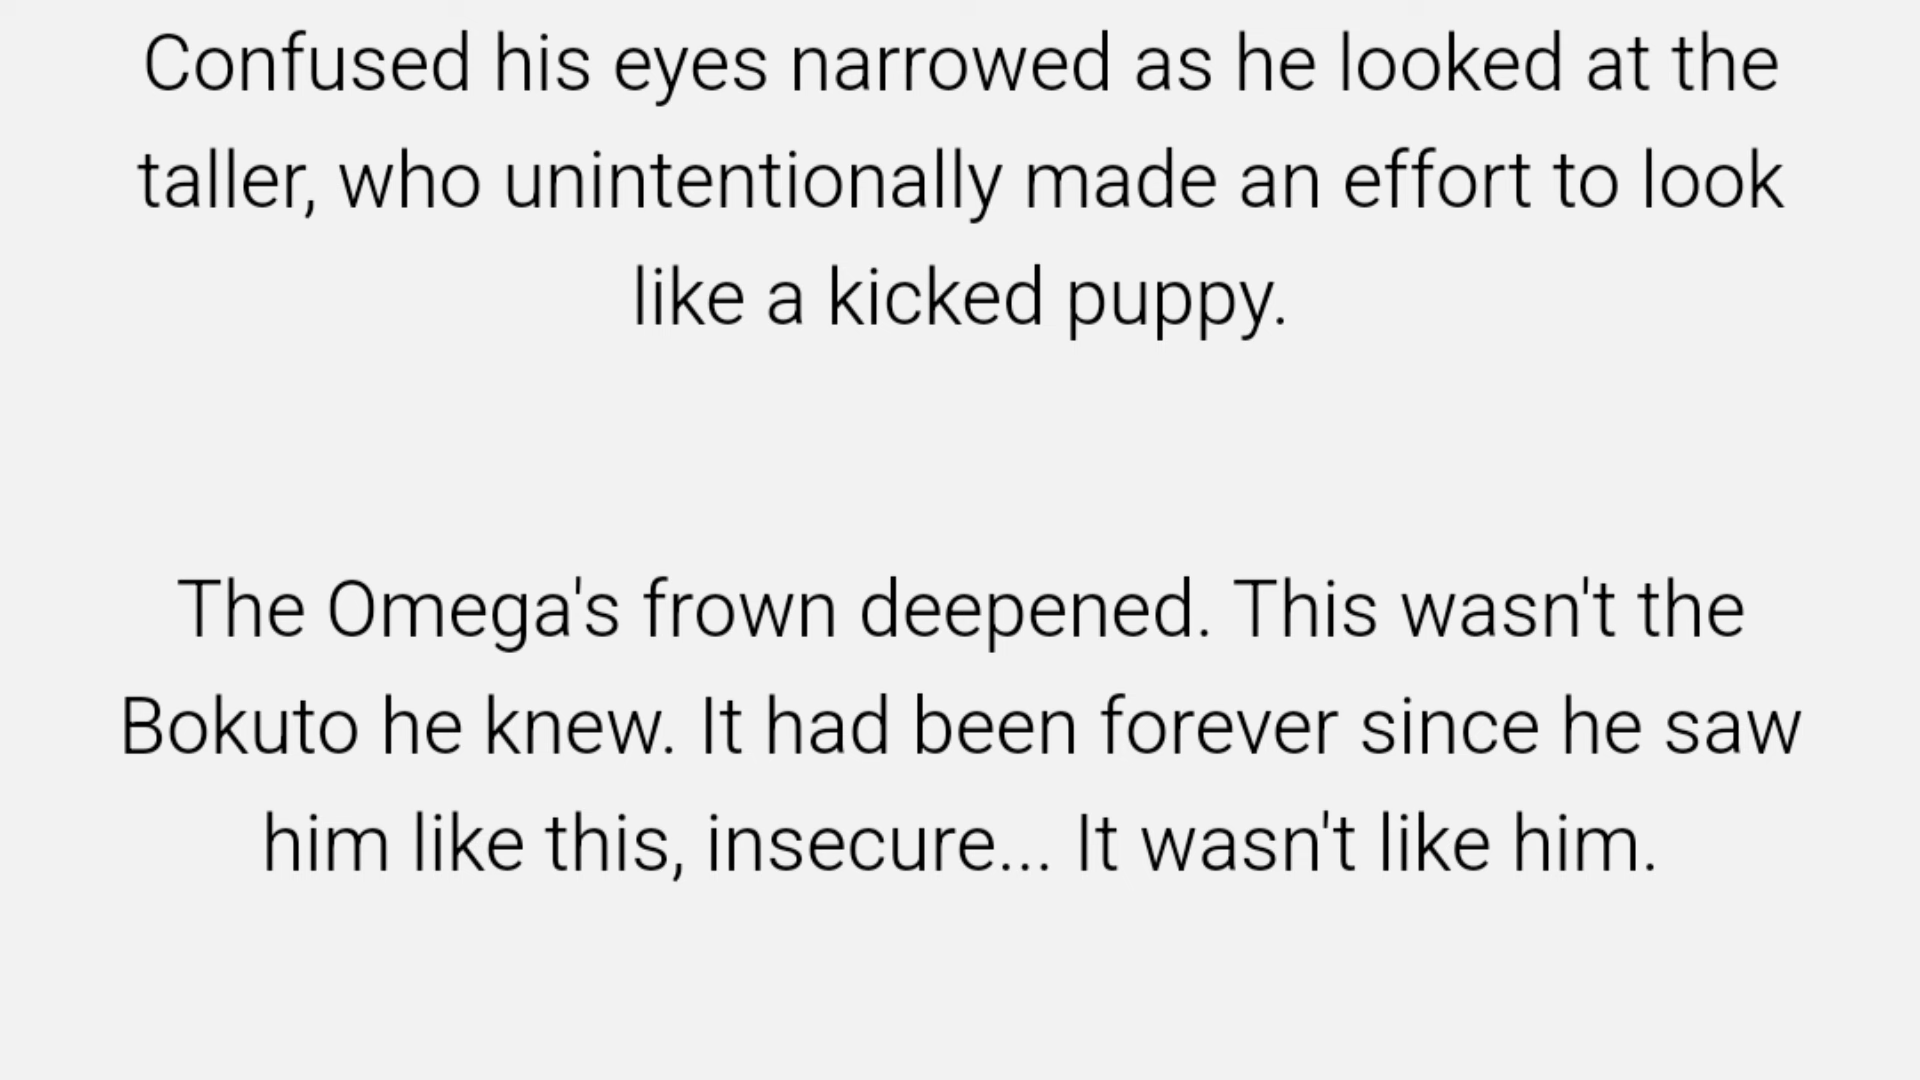 Confused his eyes narrowed as he looked at the
taller, who unintentionally made an effort to look
like a kicked puppy.
The Omega's frown deepened. This wasn't the
Bokuto he knew. It had been forever since he saw
him like this, insecure... It wasn't like him.